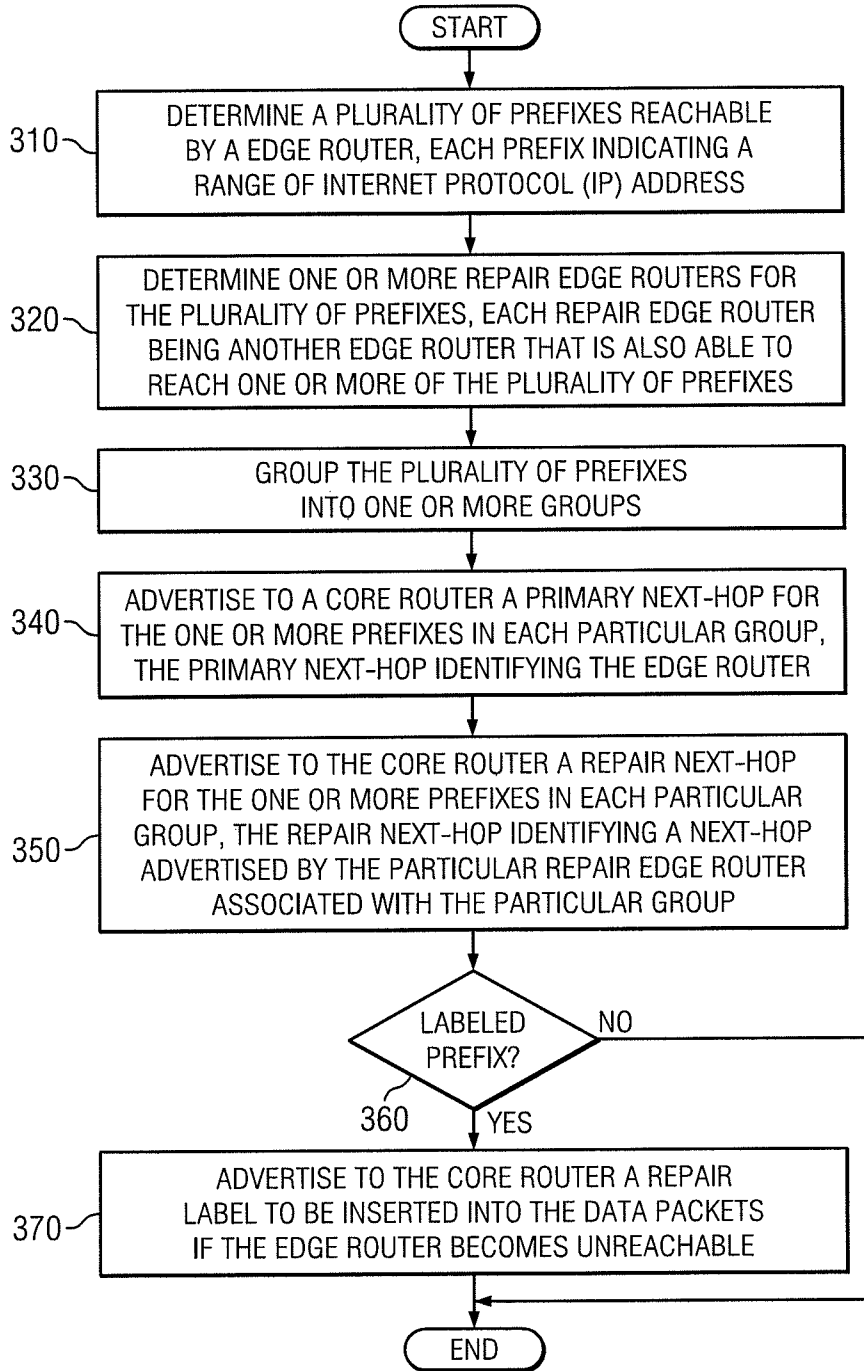 START
310
DETERMINE A PLURALITY OF PREFIXES REACHABLE
BY A EDGE ROUTER, EACH PREFIX INDICATING A
RANGE OF INTERNET PROTOCOL (IP) ADDRESS
320
DETERMINE ONE OR MORE REPAIR EDGE ROUTERS FOR
THE PLURALITY OF PREFIXES, EACH REPAIR EDGE ROUTER
BEING ANOTHER EDGE ROUTER THAT IS ALSO ABLE TO
REACH ONE OR MORE OF THE PLURALITY OF PREFIXES
330
GROUP THE PLURALITY OF PREFIXES
INTO ONE OR MORE GROUPS
340
ADVERTISE TO A CORE ROUTER A PRIMARY NEXT-HOP FOR
THE ONE OR MORE PREFIXES IN EACH PARTICULAR GROUP,
THE PRIMARY NEXT-HOP IDENTIFYING THE EDGE ROUTER
350
ADVERTISE TO THE CORE ROUTER A REPAIR NEXT-HOP
FOR THE ONE OR MORE PREFIXES IN EACH PARTICULAR
GROUP, THE REPAIR NEXT-HOP IDENTIFYING A NEXT-HOP
ADVERTISED BY THE PARTICULAR REPAIR EDGE ROUTER
ASSOCIATED WITH THE PARTICULAR GROUP
LABELED
PREFIX?
NO
360
YES
370
ADVERTISE TO THE CORE ROUTER A REPAIR
LABEL TO BE INSERTED INTO THE DATA PACKETS
IF THE EDGE ROUTER BECOMES UNREACHABLE
END